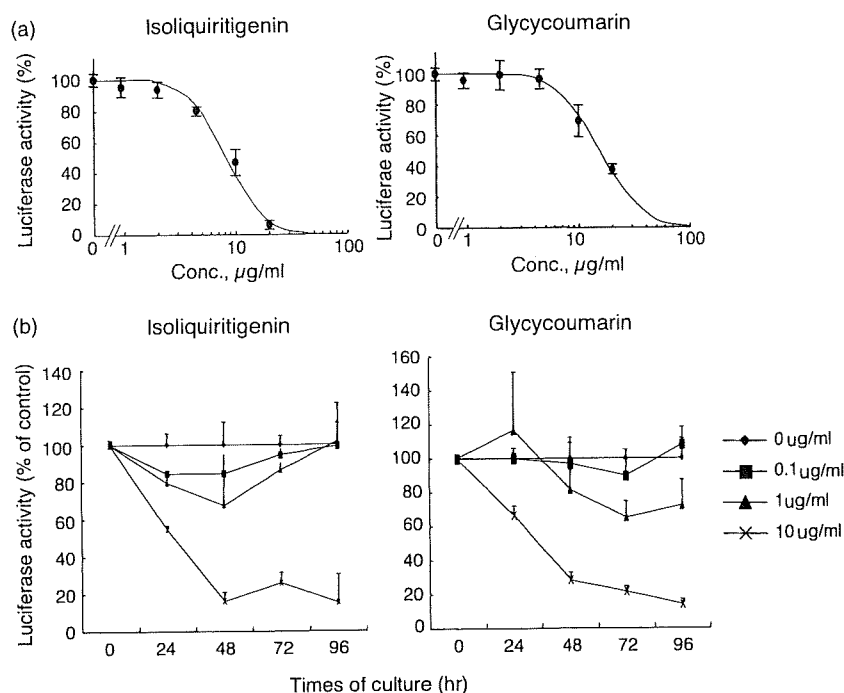 (a)
Isoliquiritigenin
Luciferase activity (%)
100
80
60
40
20
0
0 1 10 100
Conc., µg/ml
Glycycoumarin
Luciferae activity (%)
100
80
60
40
20
0
0 1 10 100
Conc., µg/ml
(b)
Isoliquiritigenin
Luciferase activity (% of control)
140
120
100
80
60
40
20
0
0 24 48 72 96
Glycycoumarin
160
140
120
100
80
60
40
20
0
0 24 48 72 96
0 ug/ml
0.1 ug/ml
1 ug/ml
10 ug/ml
Times of culture (hr)